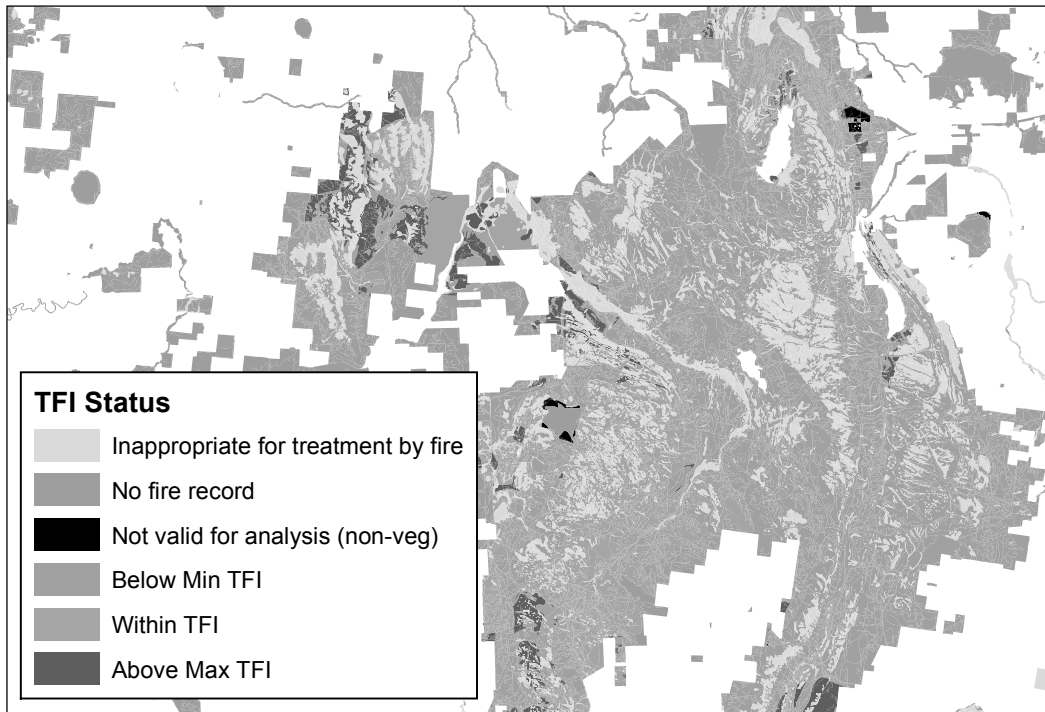 TFI Status
Inappropriate for treatment by fire
No fire record
Not valid for analysis (non-veg)
Below Min TFI
Within TFI
Above Max TFI